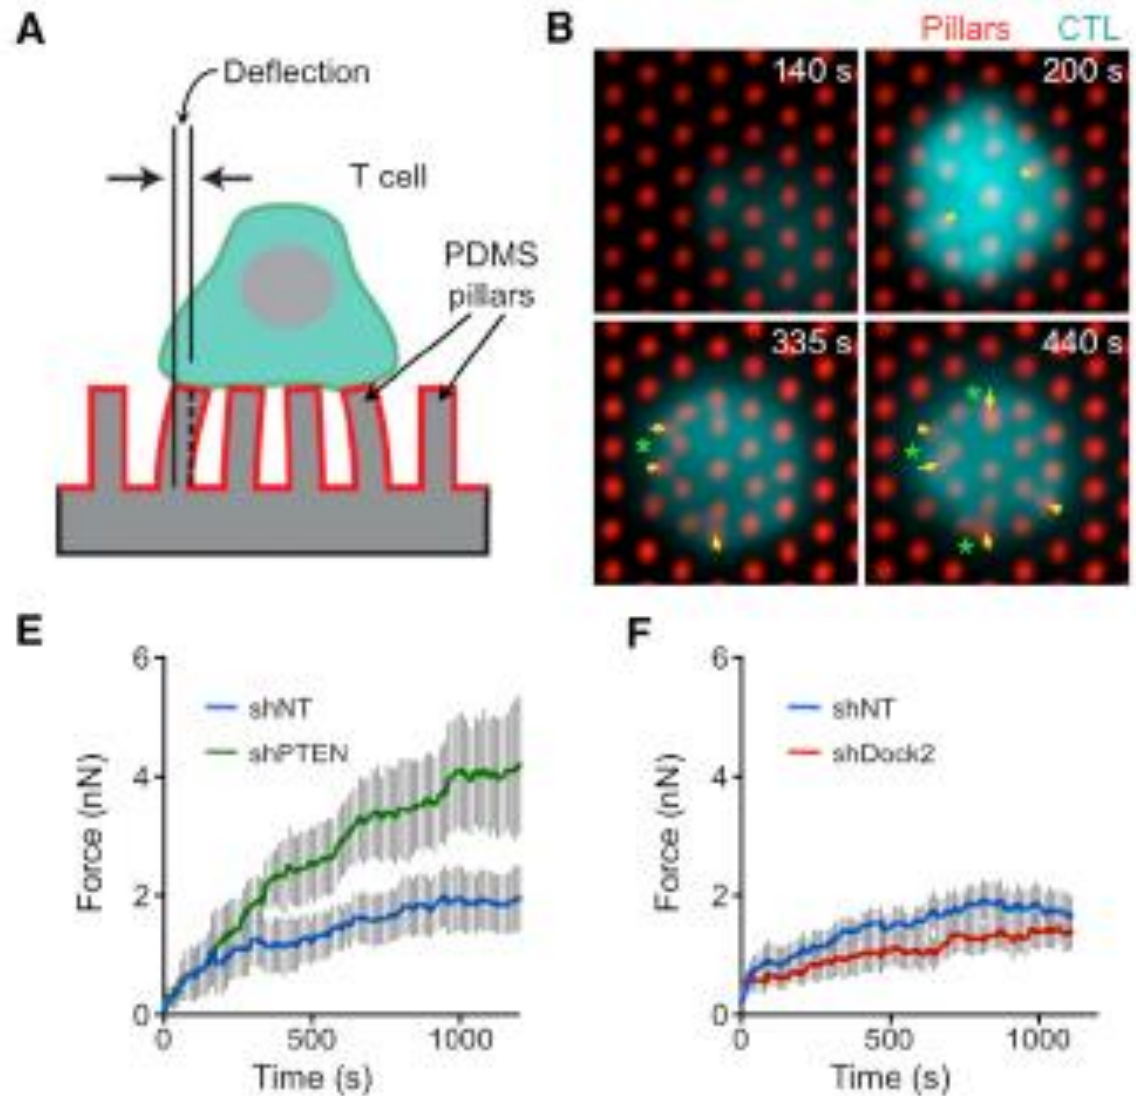 A
Deflection
T cell
PDMS
pillars
B
Pillars CTL
140 s
200 s
335 s
440 s
*
*
*
*
E
6
4
2
0
Force (nN)
shNT
shPTEN
0 500 1000
Time (s)
F
6
4
2
0
Force (nN)
shNT
shDock2
0 500 1000
Time (s)